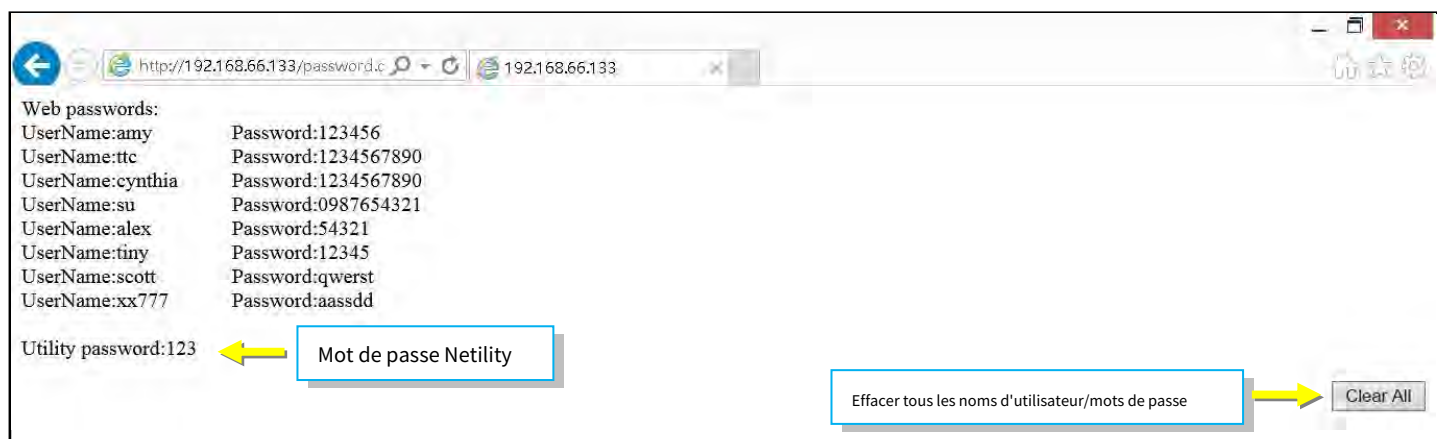 http://192.168.66.133/password.c
192.168.66.133
Web passwords:
UserName:amy Password:123456
UserName:ttc Password:1234567890
UserName:cynthia Password:1234567890
UserName:su Password:0987654321
UserName:alex Password:54321
UserName:tiny Password:12345
UserName:scott Password:qwerst
UserName:xx777 Password:aassdd
Utility password:123
Mot de passe Netility
Effacer tous les noms d'utilisateur/mots de passe
Clear All